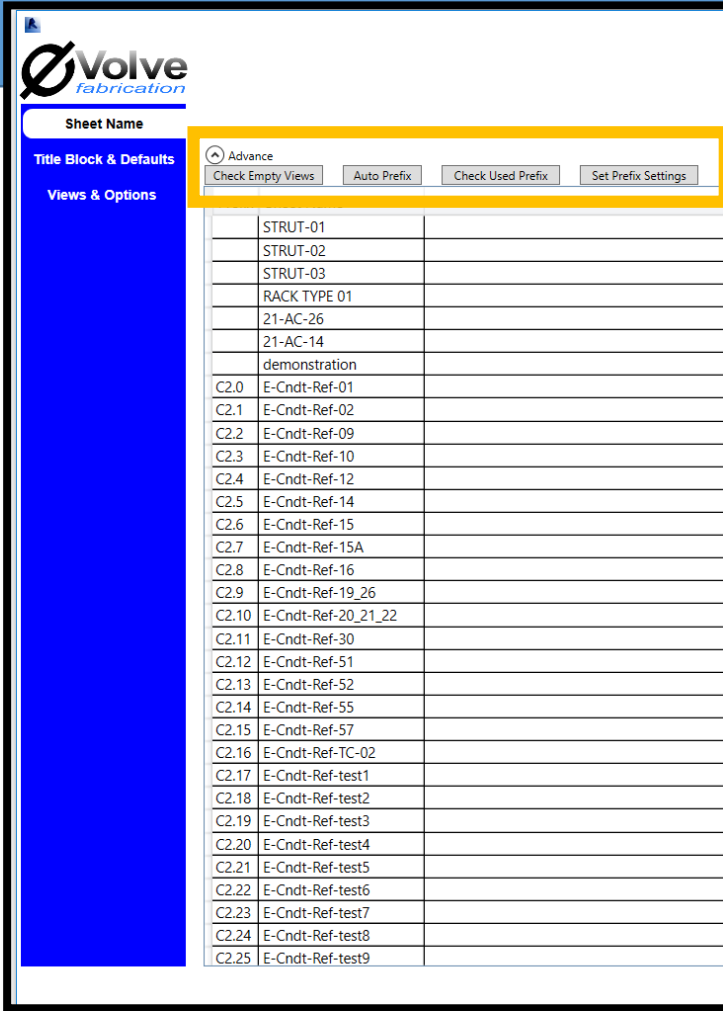 eVolve
fabrication
Sheet Name
Title Block & Defaults
Views & Options
Advance
Check Empty Views Auto Prefix Check Used Prefix Set Prefix Settings
STRUT-01
STRUT-02
STRUT-03
RACK TYPE 01
21-AC-26
21-AC-14
demonstration
C2.0 E-Cndt-Ref-01
C2.1 E-Cndt-Ref-02
C2.2 E-Cndt-Ref-09
C2.3 E-Cndt-Ref-10
C2.4 E-Cndt-Ref-12
C2.5 E-Cndt-Ref-14
C2.6 E-Cndt-Ref-15
C2.7 E-Cndt-Ref-15A
C2.8 E-Cndt-Ref-16
C2.9 E-Cndt-Ref-19_26
C2.10 E-Cndt-Ref-20_21_22
C2.11 E-Cndt-Ref-30
C2.12 E-Cndt-Ref-51
C2.13 E-Cndt-Ref-52
C2.14 E-Cndt-Ref-55
C2.15 E-Cndt-Ref-57
C2.16 E-Cndt-Ref-TC-02
C2.17 E-Cndt-Ref-test1
C2.18 E-Cndt-Ref-test2
C2.19 E-Cndt-Ref-test3
C2.20 E-Cndt-Ref-test4
C2.21 E-Cndt-Ref-test5
C2.22 E-Cndt-Ref-test6
C2.23 E-Cndt-Ref-test7
C2.24 E-Cndt-Ref-test8
C2.25 E-Cndt-Ref-test9